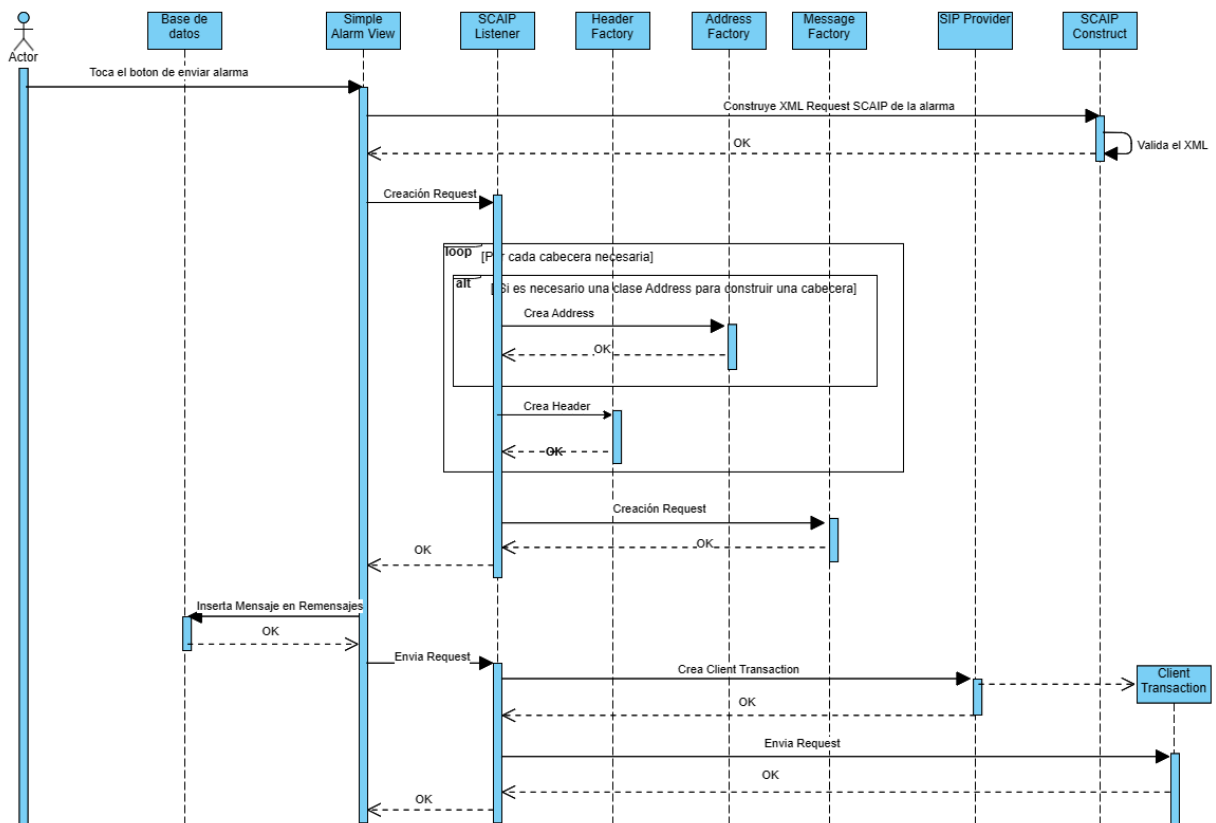 Actor
Base de
datos
Simple
Alarm View
SCAIP
Listener
Header
Factory
Address
Factory
Message
Factory
SIP Provider
SCAIP
Construct
Toca el boton de enviar alarma
Construye XML Request SCAIP de la alarma
OK
Valida el XML
Creación Request
loop
[Por cada cabecera necesaria]
alt
[Si es necesario una clase Address para construir una cabecera]
Crea Address
OK
Crea Header
OK
Creación Request
OK
OK
Inserta Mensaje en Remensajes
OK
Envia Request
Crea Client Transaction
Client
Transaction
OK
Envia Request
OK
OK